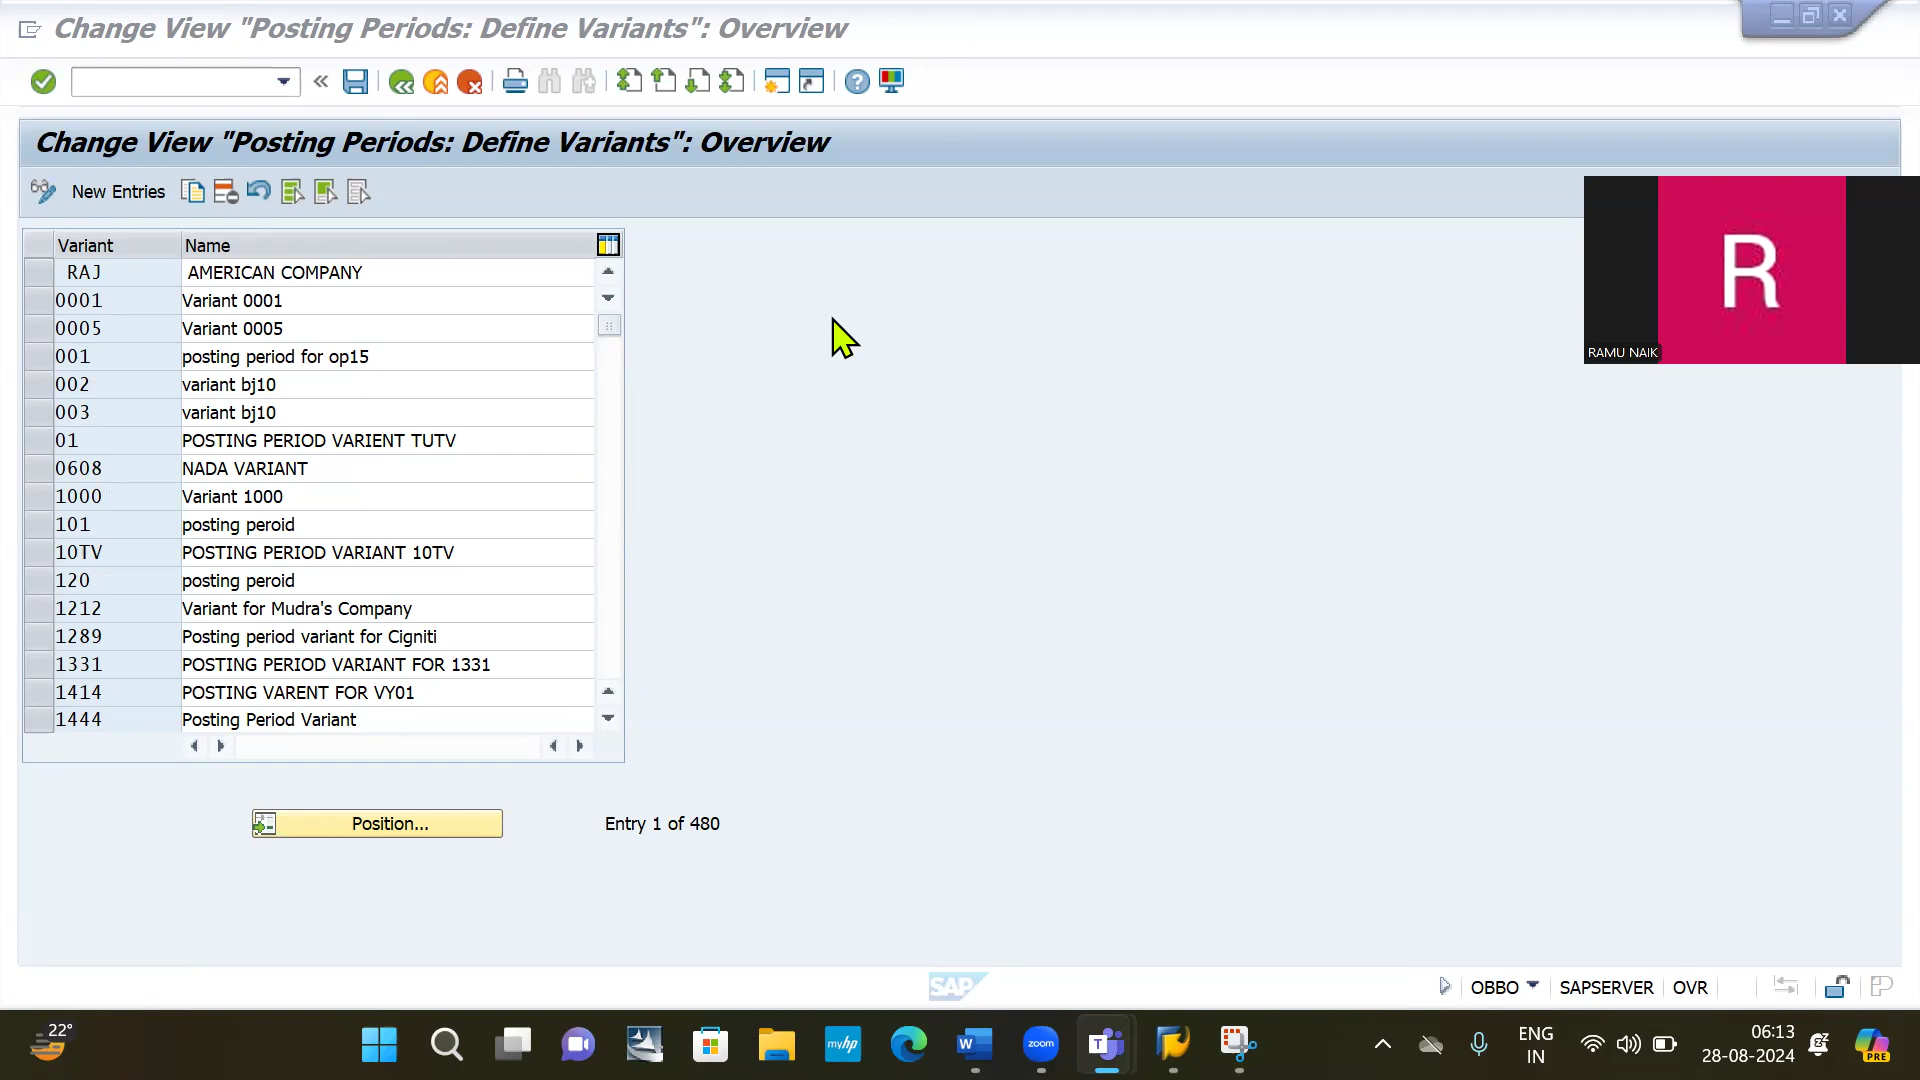 Change View "Posting Periods: Define Variants": Overview
Change View "Posting Periods: Define Variants": Overview
New Entries
Variant Name
RAJ AMERICAN COMPANY
0001 Variant 0001
0005 Variant 0005
001 posting period for op15
002 variant bj10
003 variant bj10
01 POSTING PERIOD VARIENT TUTV
0608 NADA VARIANT
1000 Variant 1000
101 posting peroid
10TV POSTING PERIOD VARIANT 10TV
120 posting peroid
1212 Variant for Mudra's Company
1289 Posting period variant for Cigniti
1331 POSTING PERIOD VARIANT FOR 1331
1414 POSTING VARENT FOR VY01
1444 Posting Period Variant
Position... Entry 1 of 480
R
RAMU NAIK
SAP
OBBO SAPSERVER OVR
22°
myhp
W
zoom
T
ENG
IN
06:13
28-08-2024
PRE